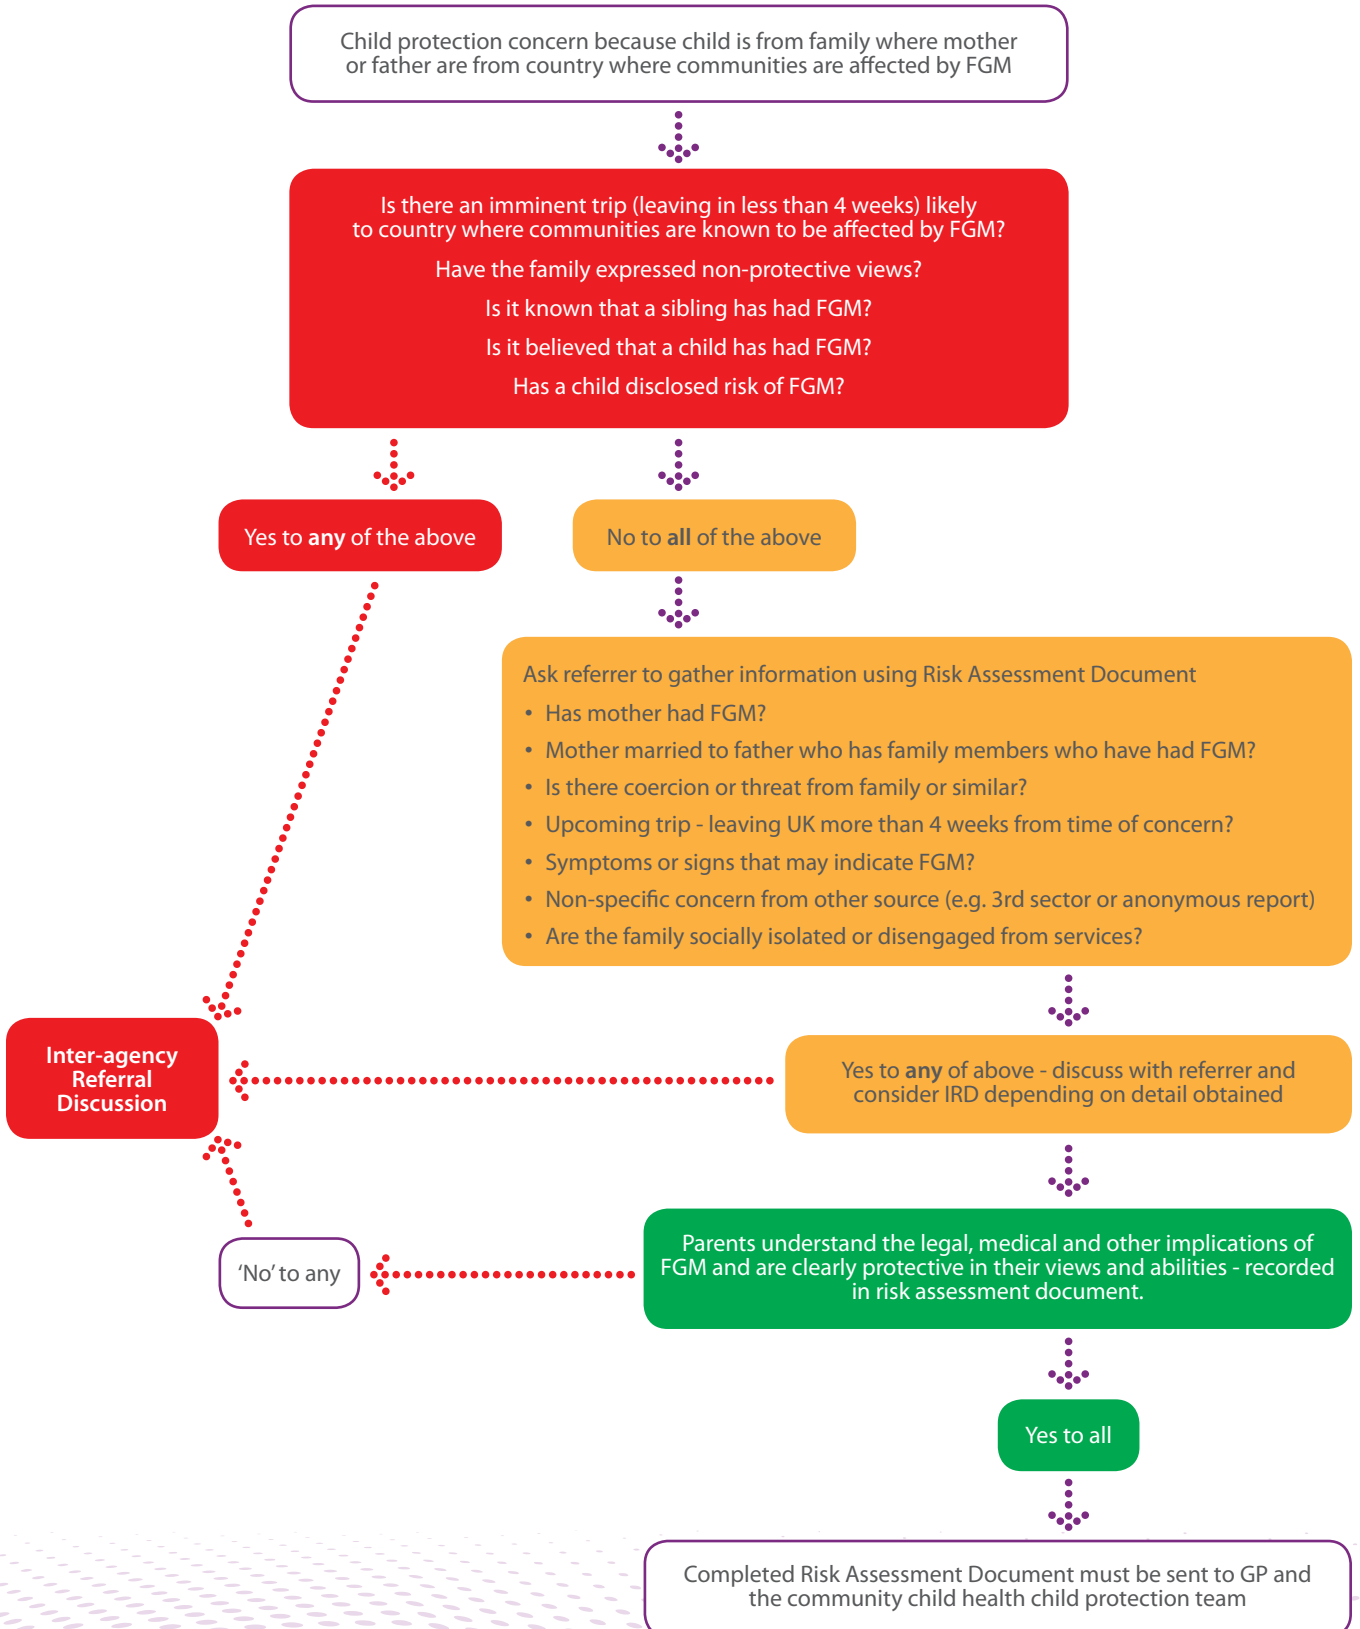 Child protection concern because child is from family where mother
or father are from country where communities are affected by FGM
Is there an imminent trip (leaving in less than 4 weeks) likely
to country where communities are known to be affected by FGM?
Have the family expressed non-protective views?
Is it known that a sibling has had FGM?
Is it believed that a child has had FGM?
Has a child disclosed risk of FGM?
Yes to any of the above
No to all of the above
Ask referrer to gather information using Risk Assessment Document
• Has mother had FGM?
• Mother married to father who has family members who have had FGM?
• Is there coercion or threat from family or similar?
• Upcoming trip - leaving UK more than 4 weeks from time of concern?
• Symptoms or signs that may indicate FGM?
• Non-specific concern from other source (e.g. 3rd sector or anonymous report)
• Are the family socially isolated or disengaged from services?
Inter-agency
Referral
Discussion
Yes to any of above - discuss with referrer and
consider IRD depending on detail obtained
'No' to any
Parents understand the legal, medical and other implications of
FGM and are clearly protective in their views and abilities - recorded
in risk assessment document.
Yes to all
Completed Risk Assessment Document must be sent to GP and
the community child health child protection team